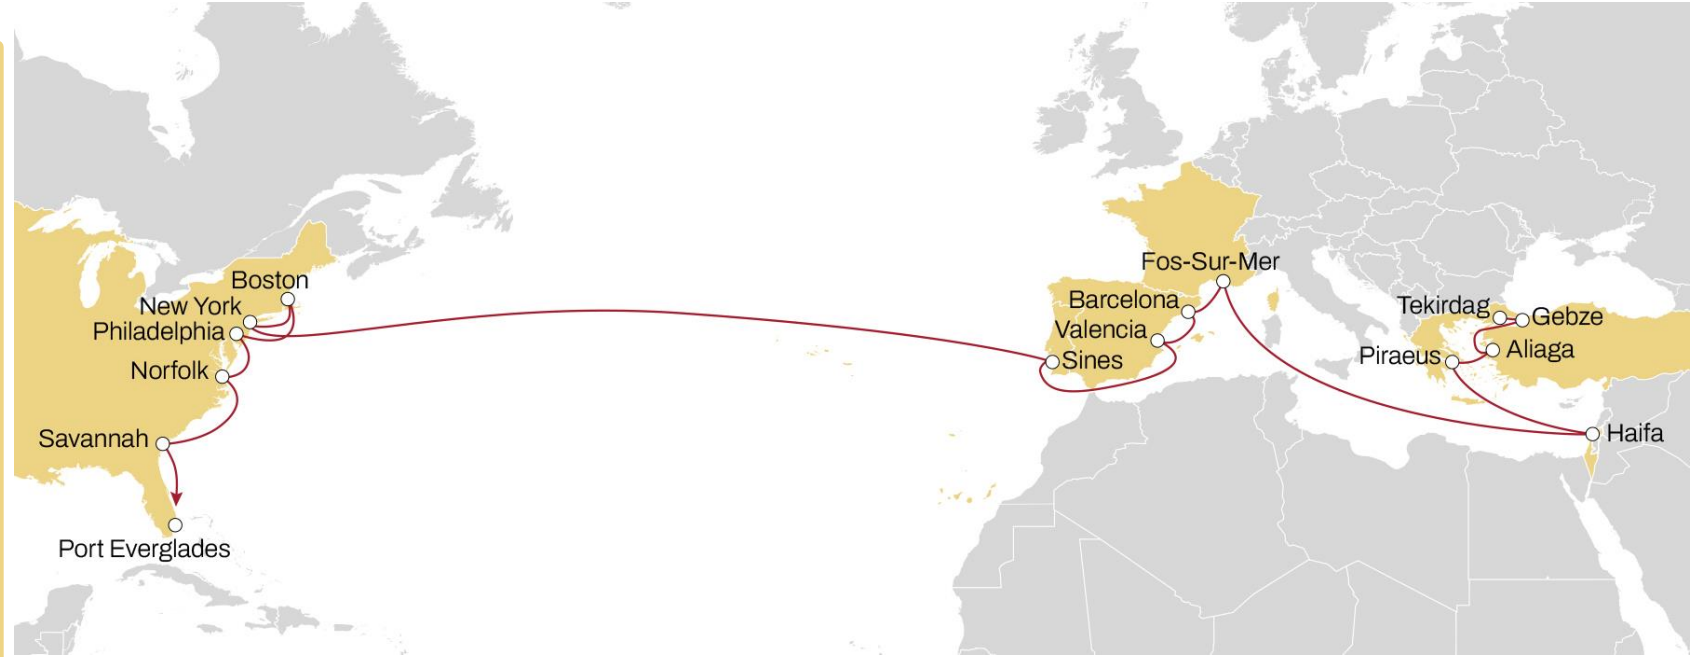 Boston
New York
Philadelphia
Norfolk
Savannah
Port Everglades
Fos-Sur-Mer
Barcelona
Valencia
Sines
Tekirdag
Gebze
Aliaga
Piraeus
Haifa